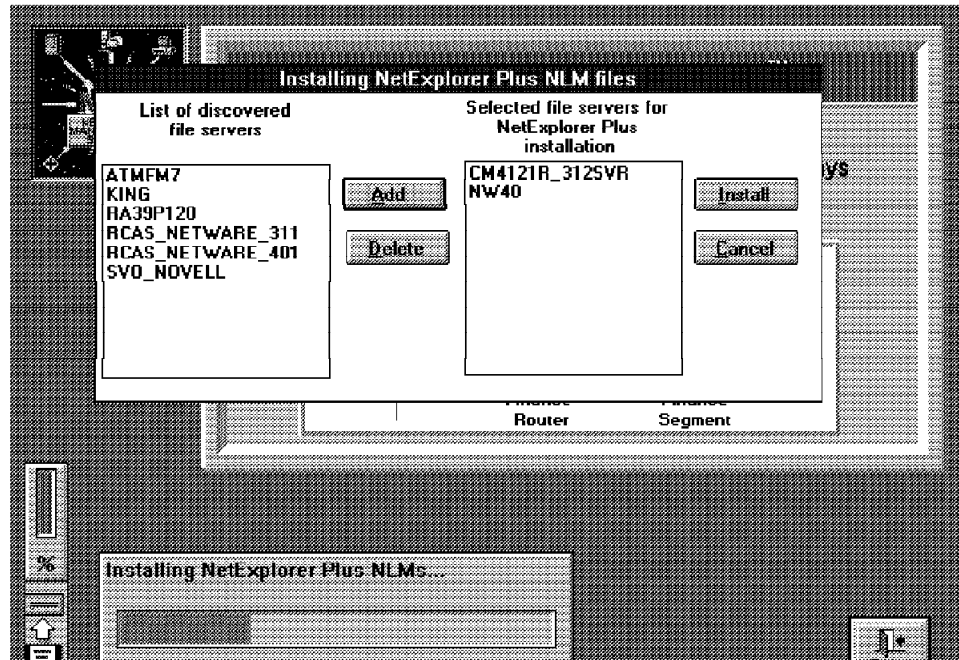 Installing NetExplorer Plus NLM files
List of discovered
file servers
Selected file servers for
NetExplorer Plus
installation
ATMFM7
KING
RA39P120
RCAS_NETWARE_311
RCAS_NETWARE_401
SVO_NOVELL
Add
Delete
CM4121R_312SVR
NW40
Install
Cancel
Router
Segment
%
Installing NetExplorer Plus NLMs...